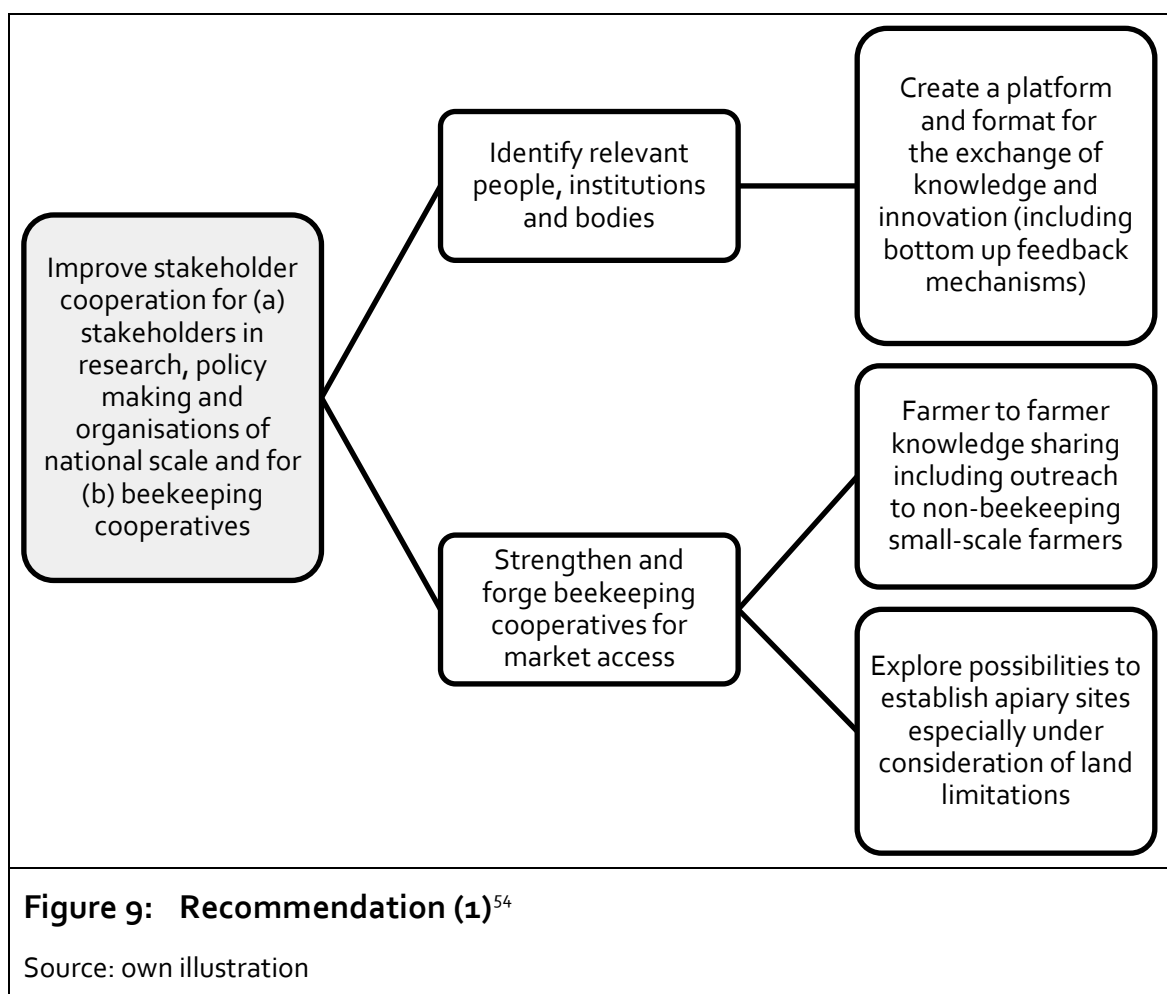 Improve stakeholder
cooperation for (a)
stakeholders in
research, policy
making and
organisations of
national scale and for
(b) beekeeping
cooperatives
Identify relevant
people, institutions
and bodies
Create a platform
and format for
the exchange of
knowledge and
innovation (including
bottom up feedback
mechanisms)
Strengthen and
forge beekeeping
cooperatives for
market access
Farmer to farmer
knowledge sharing
including outreach
to non-beekeeping
small-scale farmers
Explore possibilities to
establish apiary sites
especially under
consideration of land
limitations
Figure 9: Recommendation (1)54
Source: own illustration